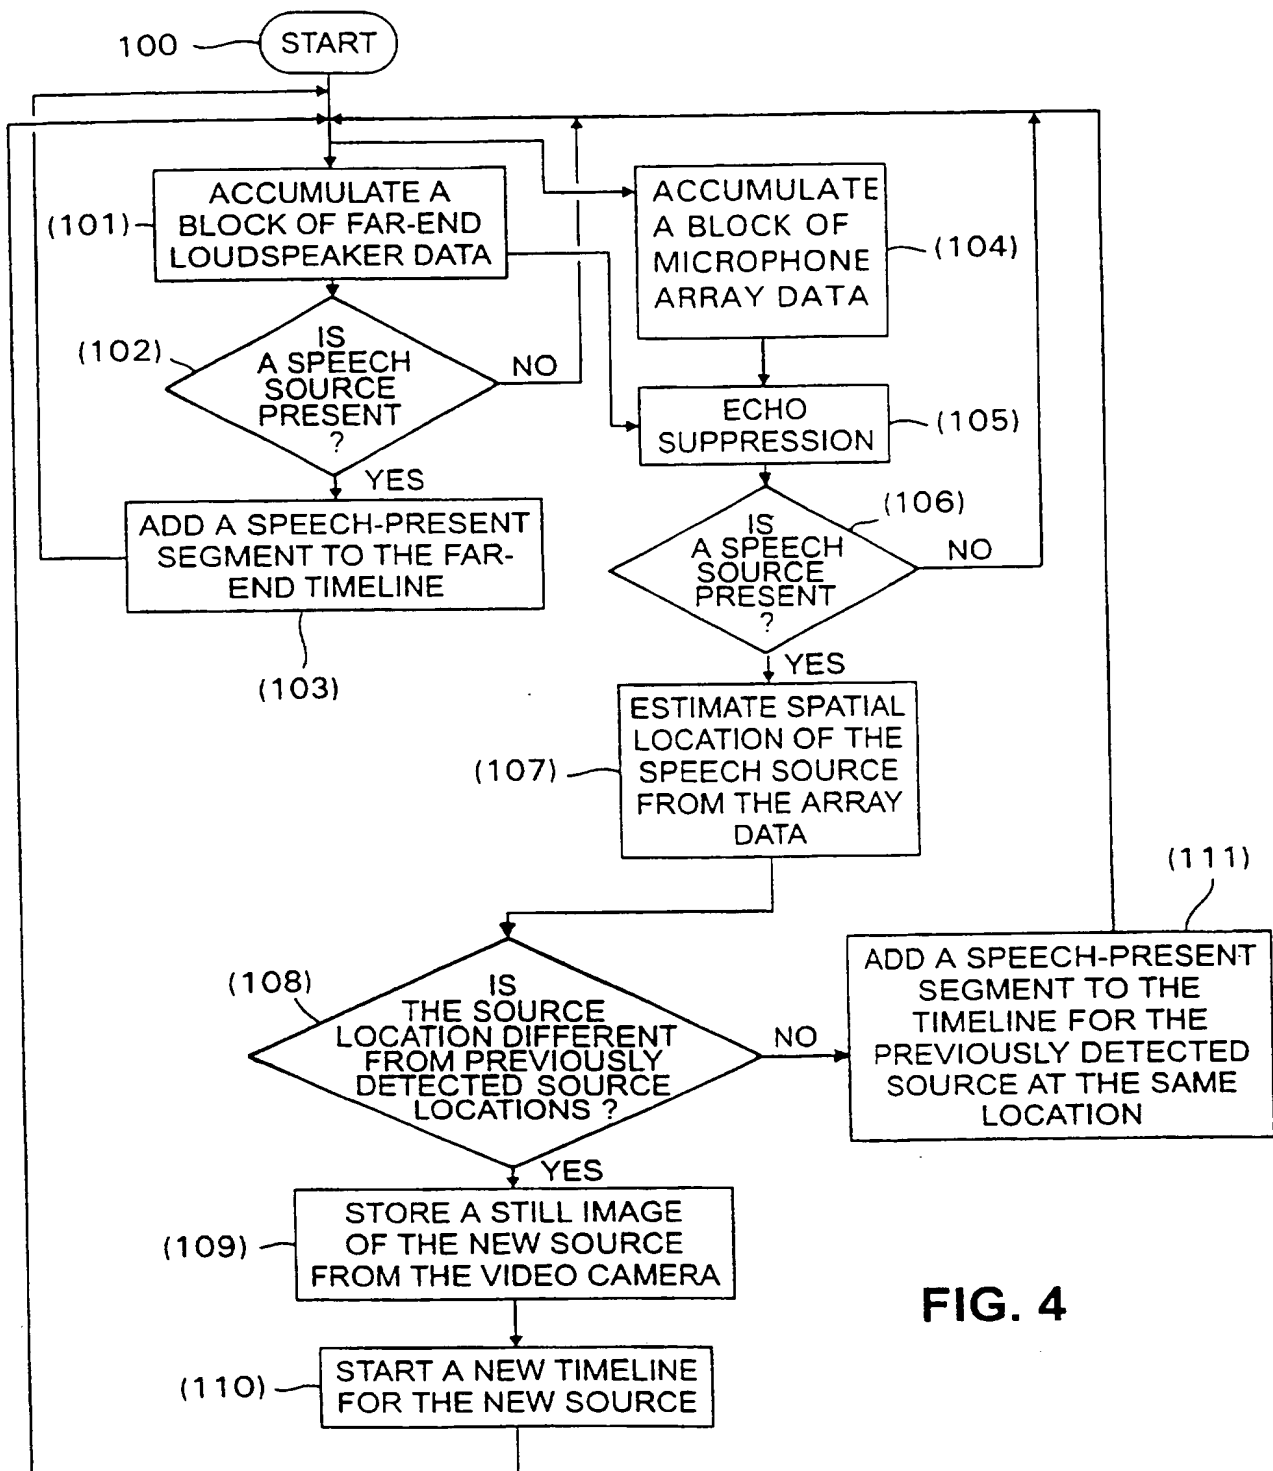 100
START
(101)
ACCUMULATE A
BLOCK OF FAR-END
LOUDSPEAKER DATA
ACCUMULATE
A BLOCK OF
MICROPHONE
ARRAY DATA
(104)
(102)
IS
A SPEECH
SOURCE
PRESENT
?
NO
YES
ECHO
SUPPRESSION
(105)
ADD A SPEECH-PRESENT
SEGMENT TO THE FAR-
END TIMELINE
(103)
(106)
IS
A SPEECH
SOURCE
PRESENT
?
NO
YES
(107)
ESTIMATE SPATIAL
LOCATION OF THE
SPEECH SOURCE
FROM THE ARRAY
DATA
(108)
IS
THE SOURCE
LOCATION DIFFERENT
FROM PREVIOUSLY
DETECTED SOURCE
LOCATIONS ?
NO
YES
(111)
ADD A SPEECH-PRESENT
SEGMENT TO THE
TIMELINE FOR THE
PREVIOUSLY DETECTED
SOURCE AT THE SAME
LOCATION
(109)
STORE A STILL IMAGE
OF THE NEW SOURCE
FROM THE VIDEO CAMERA
(110)
START A NEW TIMELINE
FOR THE NEW SOURCE
FIG. 4